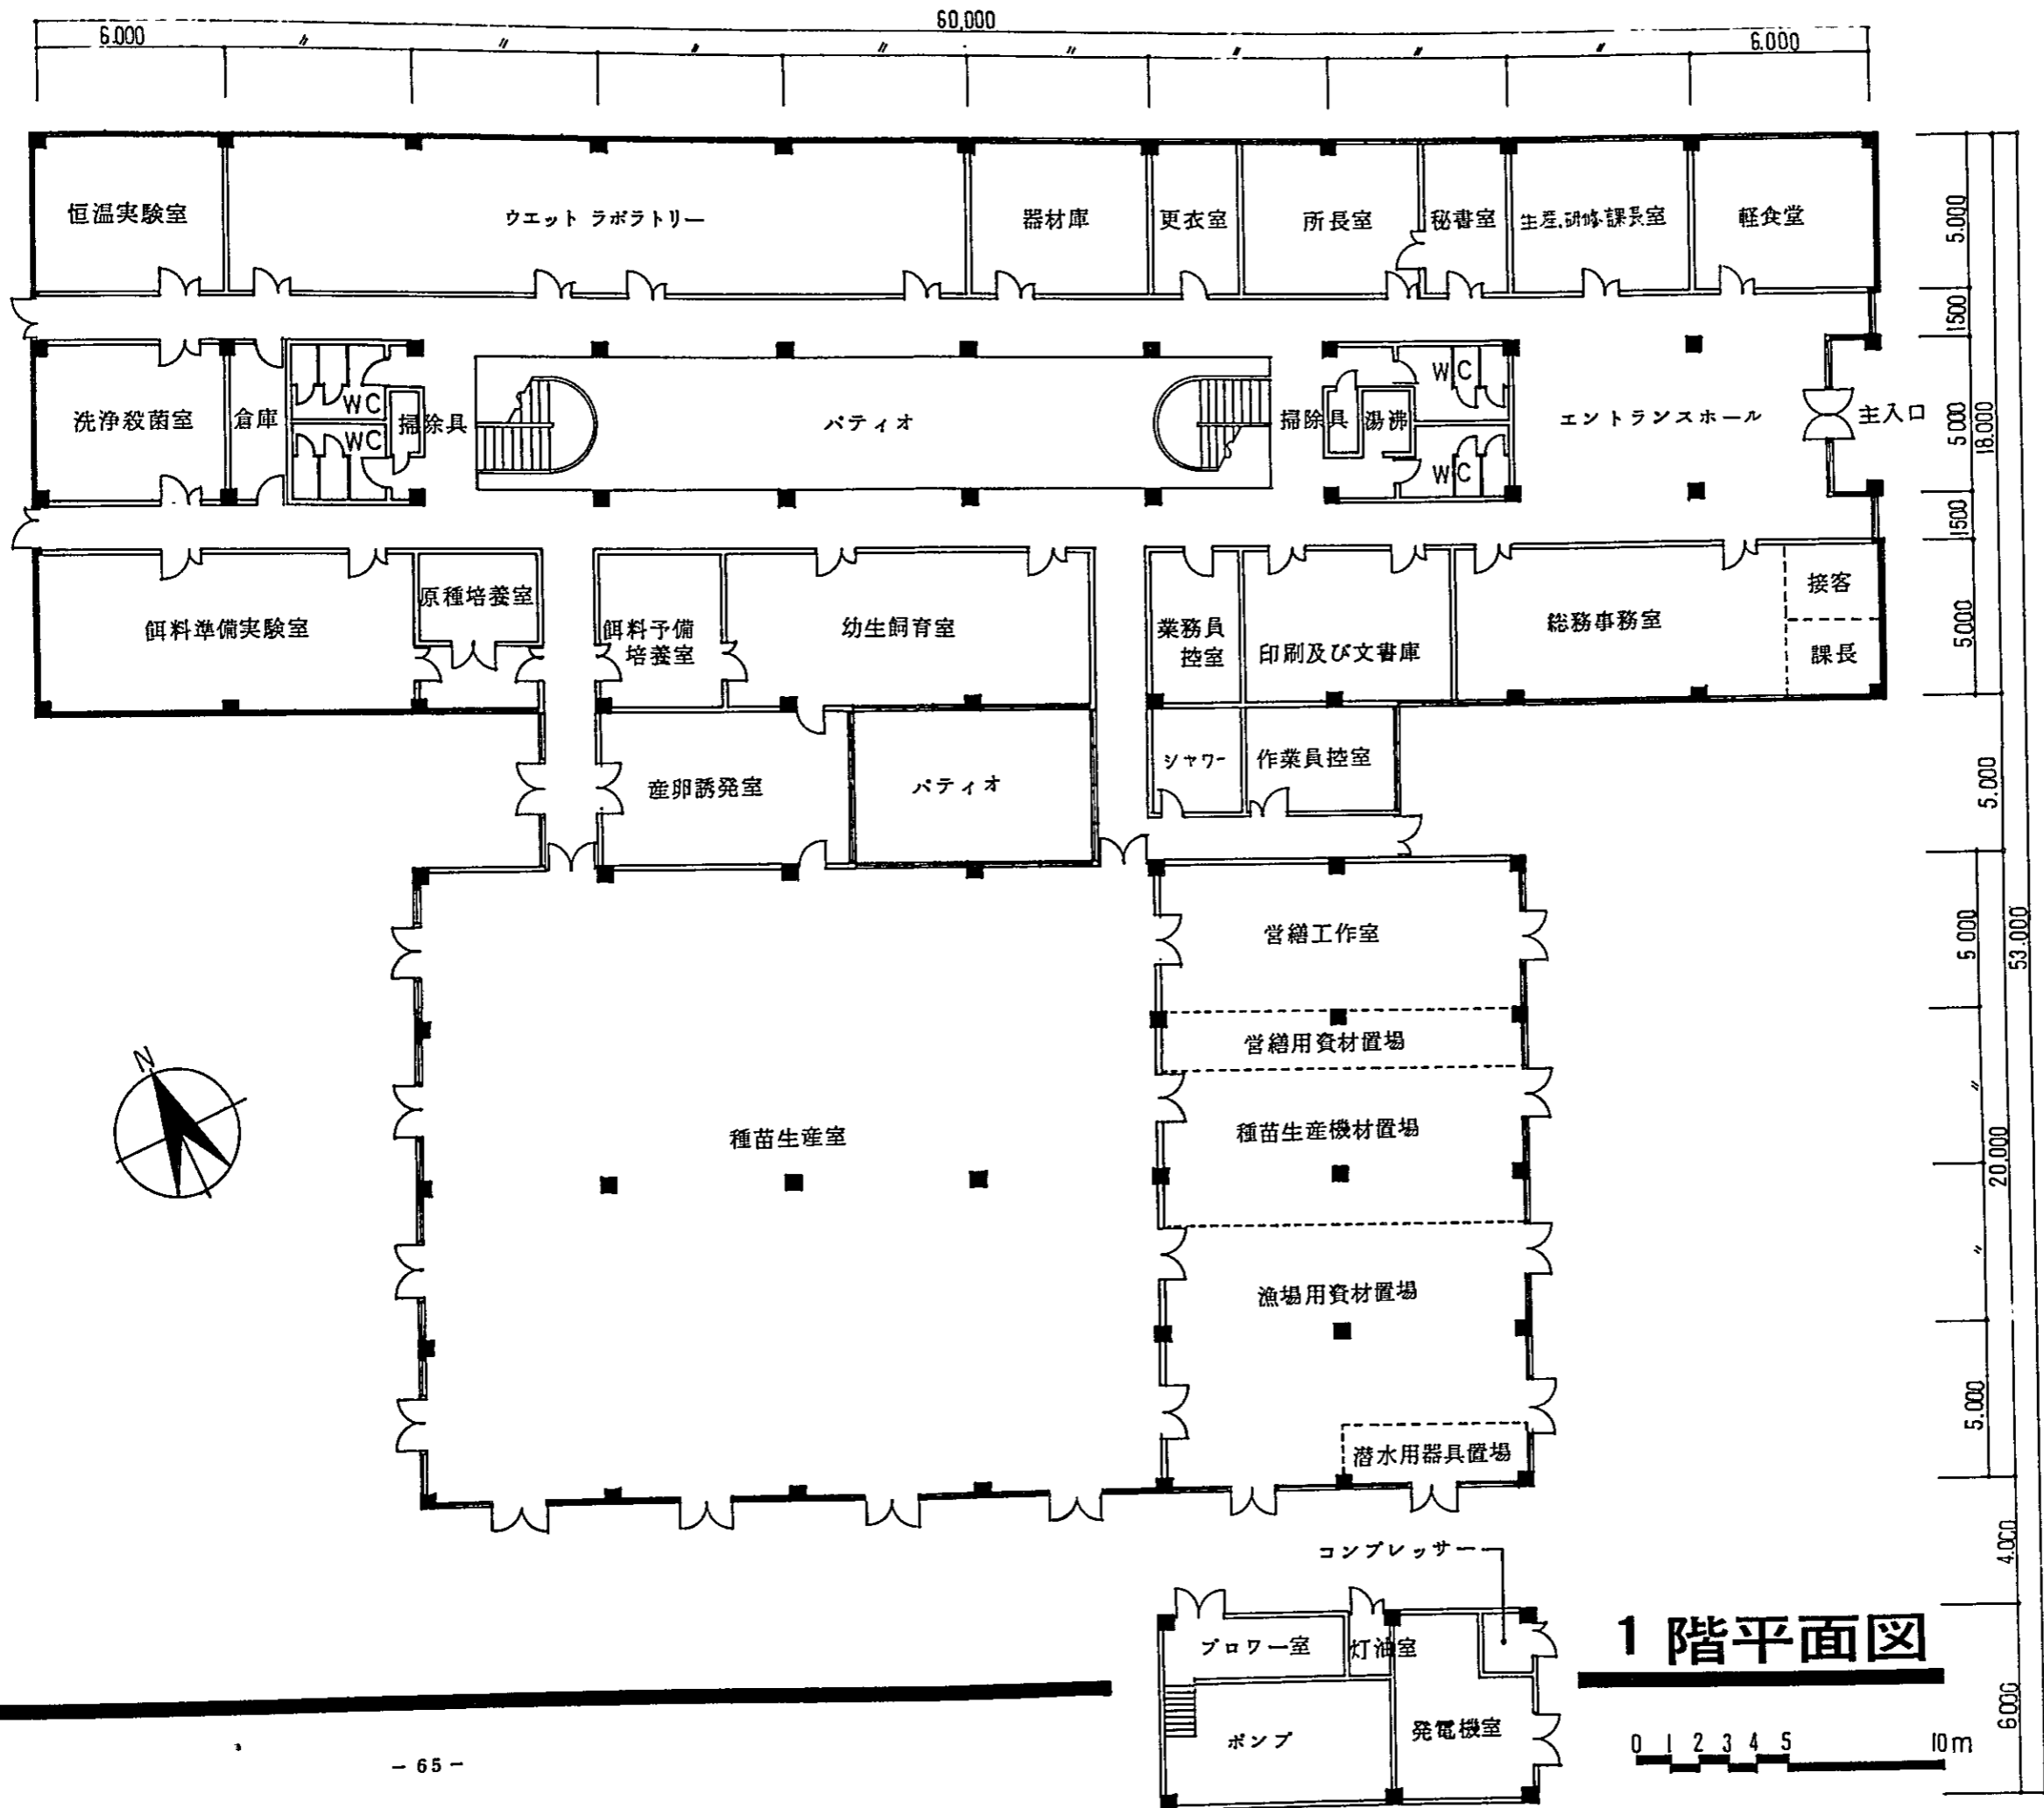 60,000
6.000 〃 〃 〃 〃 〃 〃 〃 〃 6.000
恒温実験室
ウエット ラボラトリー
器材庫
更衣室
所長室
秘書室
生産.研修課長室
軽食堂
5.000
1500
洗浄殺菌室
倉庫
WC
WC
掃除具
パティオ
掃除具
湯沸
WC
WC
エントランスホール
主入口
5000
18.000
1500
餌料準備実験室
原種培養室
餌料予備
培養室
幼生飼育室
業務員
控室
印刷及び文書庫
総務事務室
接客
課長
5.000
産卵誘発室
パティオ
シャワー
作業員控室
5.000
営繕工作室
5000
53.000
営繕用資材置場
N
種苗生産室
種苗生産機材置場
〃
20,000
漁場用資材置場
〃
潜水用器具置場
5.000
コンプレッサー
4.000
ブロワー室
灯油室
1階平面図
ポンプ
発電機室
6000
0 1 2 3 4 5 10m
- 65 -